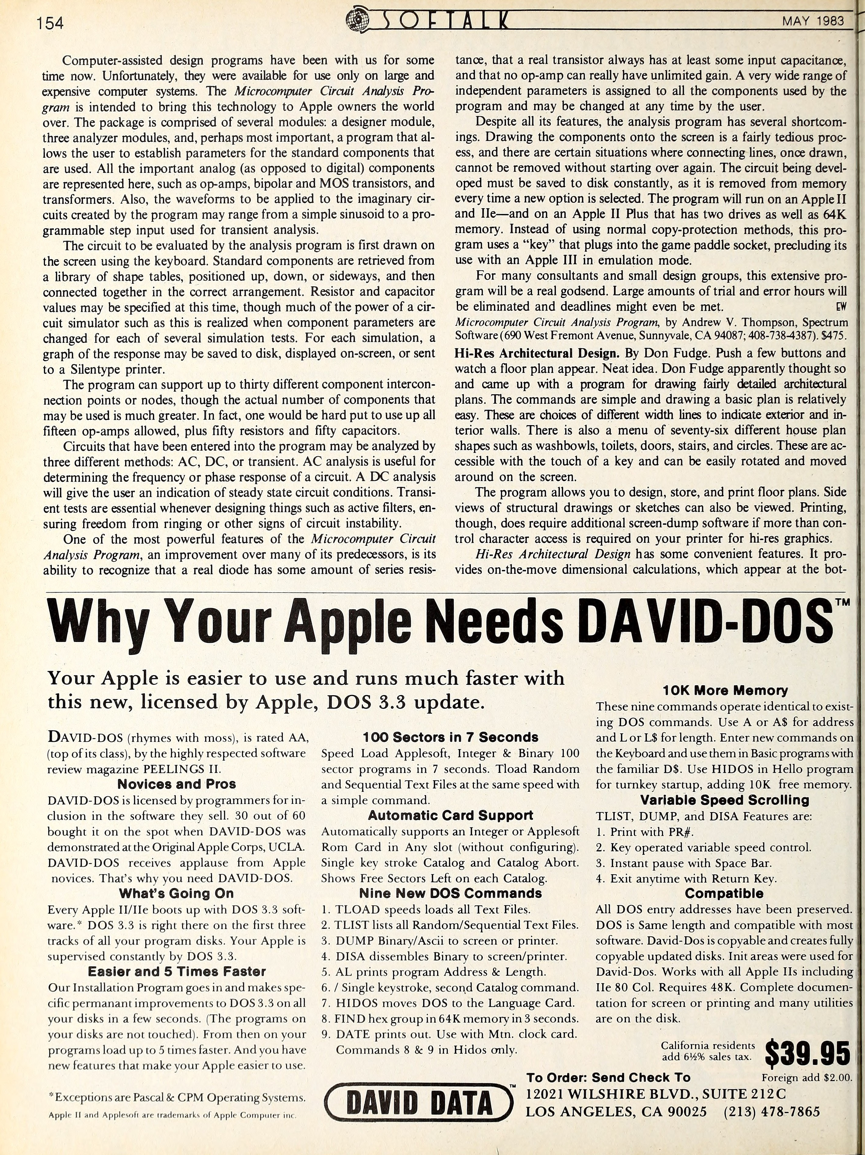 154
SOFTALK
MAY 1983
Computer-assisted design programs have been with us for some
time now. Unfortunately, they were available for use only on large and
expensive computer systems. The Microcomputer Circuit Analysis Pro-
gram is intended to bring this technology to Apple owners the world
over. The package is comprised of several modules: a designer module,
three analyzer modules, and, perhaps most important, a program that al-
lows the user to establish parameters for the standard components that
are used. All the important analog (as opposed to digital) components
are represented here, such as op-amps, bipolar and MOS transistors, and
transformers. Also, the waveforms to be applied to the imaginary cir-
cuits created by the program may range from a simple sinusoid to a pro-
grammable step input used for transient analysis.
The circuit to be evaluated by the analysis program is first drawn on
the screen using the keyboard. Standard components are retrieved from
a library of shape tables, positioned up, down, or sideways, and then
connected together in the correct arrangement. Resistor and capacitor
values may be specified at this time, though much of the power of a cir-
cuit simulator such as this is realized when component parameters are
changed for each of several simulation tests. For each simulation, a
graph of the response may be saved to disk, displayed on-screen, or sent
to a Silentype printer.
The program can support up to thirty different component intercon-
nection points or nodes, though the actual number of components that
may be used is much greater. In fact, one would be hard put to use up all
fifteen op-amps allowed, plus fifty resistors and fifty capacitors.
Circuits that have been entered into the program may be analyzed by
three different methods: AC, DC, or transient. AC analysis is useful for
determining the frequency or phase response of a circuit. A DC analysis
will give the user an indication of steady state circuit conditions. Transi-
ent tests are essential whenever designing things such as active filters, en-
suring freedom from ringing or other signs of circuit instability.
One of the most powerful features of the Microcomputer Circuit
Analysis Program, an improvement over many of its predecessors, is its
ability to recognize that a real diode has some amount of series resis-
tance, that a real transistor always has at least some input capacitance,
and that no op-amp can really have unlimited gain. A very wide range of
independent parameters is assigned to all the components used by the
program and may be changed at any time by the user.
Despite all its features, the analysis program has several shortcom-
ings. Drawing the components onto the screen is a fairly tedious proc-
ess, and there are certain situations where connecting lines, once drawn,
cannot be removed without starting over again. The circuit being devel-
oped must be saved to disk constantly, as it is removed from memory
every time a new option is selected. The program will run on an Apple II
and IIe—and on an Apple II Plus that has two drives as well as 64K
memory. Instead of using normal copy-protection methods, this pro-
gram uses a “key” that plugs into the game paddle socket, precluding its
use with an Apple III in emulation mode.
For many consultants and small design groups, this extensive pro-
gram will be a real godsend. Large amounts of trial and error hours will
be eliminated and deadlines might even be met. EW
Microcomputer Circuit Analysis Program, by Andrew V. Thompson, Spectrum
Software (690 West Fremont Avenue, Sunnyvale, CA 94087; 408-738-4387). $475.
Hi-Res Architectural Design. By Don Fudge. Push a few buttons and
watch a floor plan appear. Neat idea. Don Fudge apparently thought so
and came up with a program for drawing fairly detailed architectural
plans. The commands are simple and drawing a basic plan is relatively
easy. These are choices of different width lines to indicate exterior and in-
terior walls. There is also a menu of seventy-six different house plan
shapes such as washbowls, toilets, doors, stairs, and circles. These are ac-
cessible with the touch of a key and can be easily rotated and moved
around on the screen.
The program allows you to design, store, and print floor plans. Side
views of structural drawings or sketches can also be viewed. Printing,
though, does require additional screen-dump software if more than con-
trol character access is required on your printer for hi-res graphics.
Hi-Res Architectural Design has some convenient features. It pro-
vides on-the-move dimensional calculations, which appear at the bot-
Why Your Apple Needs DAVID-DOS™
Your Apple is easier to use and runs much faster with
this new, licensed by Apple, DOS 3.3 update.
DAVID-DOS (rhymes with moss), is rated AA,
(top of its class), by the highly respected software
review magazine PEELINGS II.
Novices and Pros
DAVID-DOS is licensed by programmers for in-
clusion in the software they sell. 30 out of 60
bought it on the spot when DAVID-DOS was
demonstrated at the Original Apple Corps, UCLA.
DAVID-DOS receives applause from Apple
novices. That's why you need DAVID-DOS.
What's Going On
Every Apple II/IIe boots up with DOS 3.3 soft-
ware.* DOS 3.3 is right there on the first three
tracks of all your program disks. Your Apple is
supervised constantly by DOS 3.3.
Easier and 5 Times Faster
Our Installation Program goes in and makes spe-
cific permanant improvements to DOS 3.3 on all
your disks in a few seconds. (The programs on
your disks are not touched). From then on your
programs load up to 5 times faster. And you have
new features that make your Apple easier to use.
*Exceptions are Pascal & CPM Operating Systems.
Apple II and Applesoft are trademarks of Apple Computer inc.
100 Sectors in 7 Seconds
Speed Load Applesoft, Integer & Binary 100
sector programs in 7 seconds. Tload Random
and Sequential Text Files at the same speed with
a simple command.
Automatic Card Support
Automatically supports an Integer or Applesoft
Rom Card in Any slot (without configuring).
Single key stroke Catalog and Catalog Abort.
Shows Free Sectors Left on each Catalog.
Nine New DOS Commands
1. TLOAD speeds loads all Text Files.
2. TLIST lists all Random/Sequential Text Files.
3. DUMP Binary/Ascii to screen or printer.
4. DISA dissembles Binary to screen/printer.
5. AL prints program Address & Length.
6. / Single keystroke, second Catalog command.
7. HIDOS moves DOS to the Language Card.
8. FIND hex group in 64K memory in 3 seconds.
9. DATE prints out. Use with Mtn. clock card.
Commands 8 & 9 in Hidos only.
10K More Memory
These nine commands operate identical to exist-
ing DOS commands. Use A or A$ for address
and L or L$ for length. Enter new commands on
the Keyboard and use them in Basic programs with
the familiar D$. Use HIDOS in Hello program
for turnkey startup, adding 10K free memory.
Variable Speed Scrolling
TLIST, DUMP, and DISA Features are:
1. Print with PR#.
2. Key operated variable speed control.
3. Instant pause with Space Bar.
4. Exit anytime with Return Key.
Compatible
All DOS entry addresses have been preserved.
DOS is Same length and compatible with most
software. David-Dos is copyable and creates fully
copyable updated disks. Init areas were used for
David-Dos. Works with all Apple IIs including
IIe 80 Col. Requires 48K. Complete documen-
tation for screen or printing and many utilities
are on the disk.
California residents
add 6½% sales tax.
$39.95
Foreign add $2.00.
DAVID DATA™
To Order: Send Check To
12021 WILSHIRE BLVD., SUITE 212C
LOS ANGELES, CA 90025 (213) 478-7865